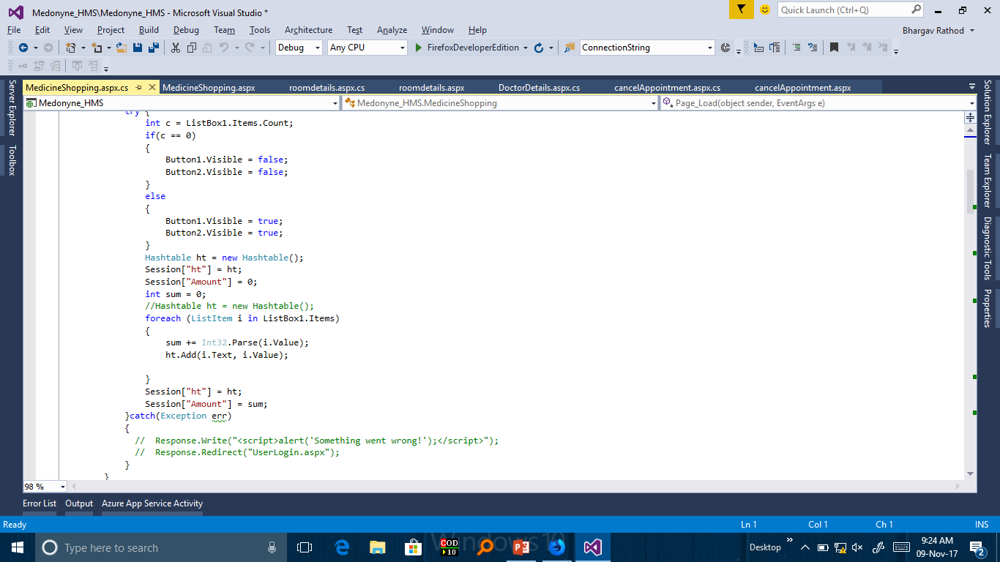 Medonyne_HMS\Medonyne_HMS - Microsoft Visual Studio *
Quick Launch (Ctrl+Q)
File Edit View Project Build Debug Team Tools Architecture Test Analyze Window Help
Bhargav Rathod
Debug Any CPU FirefoxDeveloperEdition ConnectionString
MedicineShopping.aspx.cs MedicineShopping.aspx roomdetails.aspx.cs roomdetails.aspx DoctorDetails.aspx.cs cancelAppointment.aspx.cs cancelAppointment.aspx
Medonyne_HMS Medonyne_HMS.MedicineShopping Page_Load(object sender, EventArgs e)
Server Explorer
Toolbox
try {
int c = ListBox1.Items.Count;
if(c == 0)
{
Button1.Visible = false;
Button2.Visible = false;
}
else
{
Button1.Visible = true;
Button2.Visible = true;
}
Hashtable ht = new Hashtable();
Session["ht"] = ht;
Session["Amount"] = 0;
int sum = 0;
//Hashtable ht = new Hashtable();
foreach (ListItem i in ListBox1.Items)
{
sum += Int32.Parse(i.Value);
ht.Add(i.Text, i.Value);
}
Session["ht"] = ht;
Session["Amount"] = sum;
}catch(Exception err)
{
//  Response.Write("<script>alert('Something went wrong!');</script>");
//  Response.Redirect("UserLogin.aspx");
}
}
Solution Explorer
Team Explorer
Diagnostic Tools
Properties
98 %
Error List Output Azure App Service Activity
Ready Ln 1 Col 1 Ch 1 INS
Type here to search
COD
10
Windows 10
Desktop
9:24 AM
09-Nov-17
2